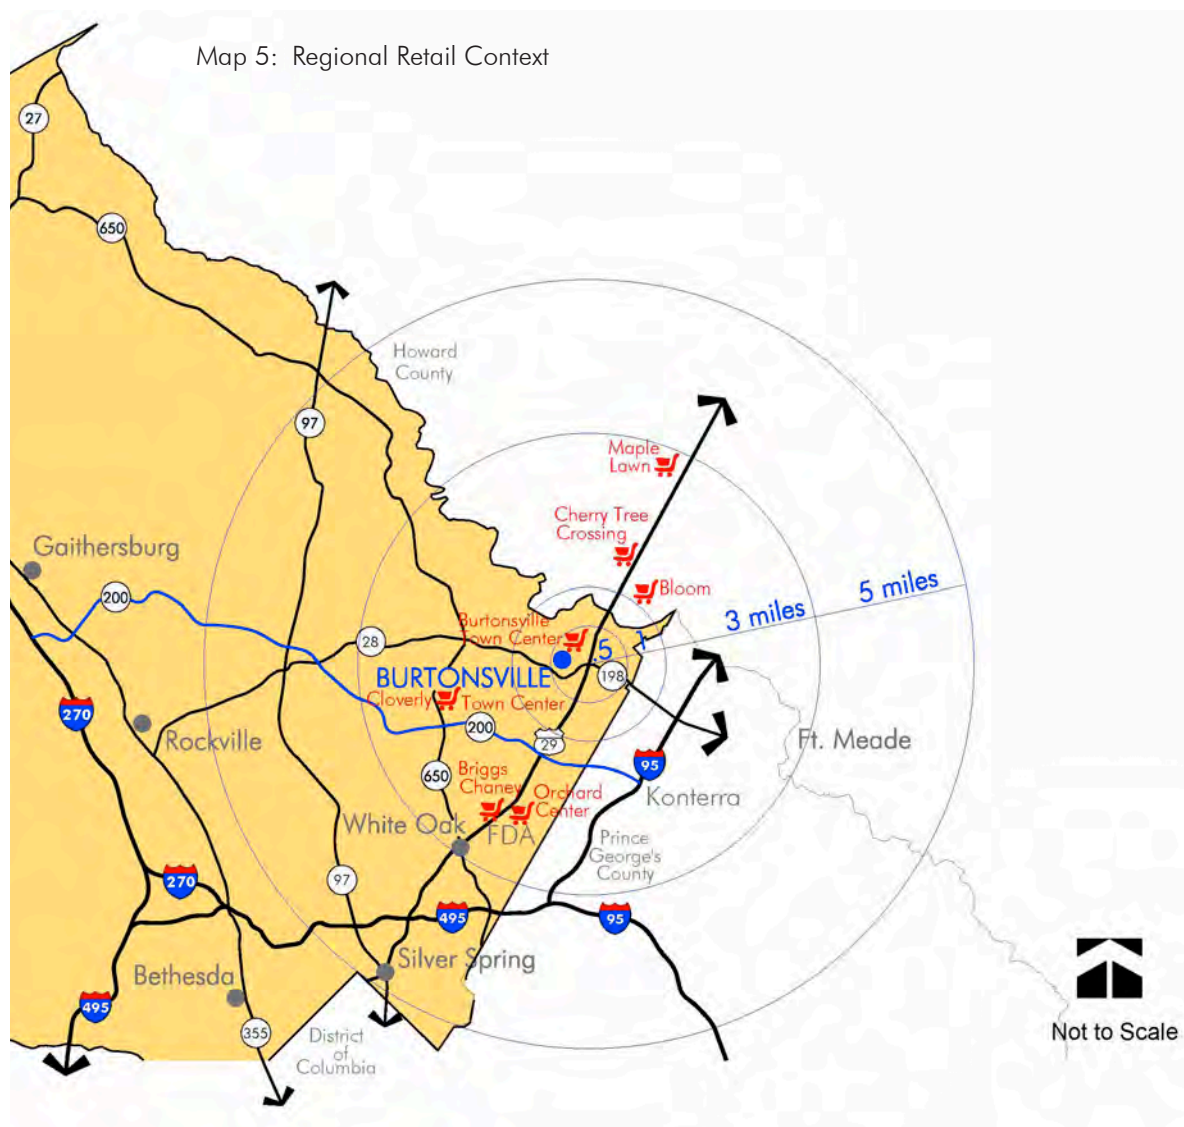 Map 5: Regional Retail Context
27
650
Howard
County
97
Maple
Lawn
Cherry Tree
Crossing
Gaithersburg
200
Bloom
5 miles
3 miles
Burtonsville
Town Center
1
.5
28
198
BURTONSVILLE
Cloverly Town Center
270
200
Rockville
29
Ft. Meade
95
650
Briggs
Chaney
Orchard
Center
Konterra
White Oak
FDA
Prince
George's
County
97
270
495
95
Silver Spring
Bethesda
495
355
District
of
Columbia
Not to Scale